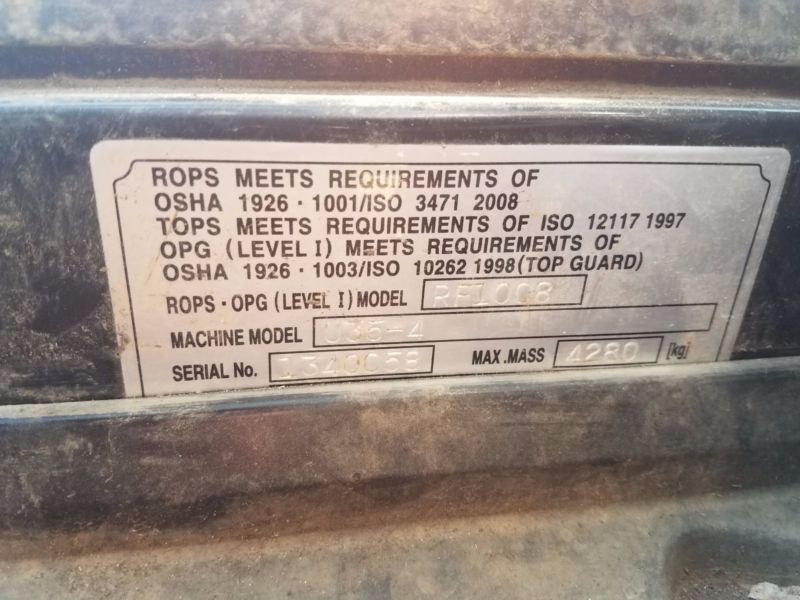 ROPS MEETS REQUIREMENTS OF
OSHA 1926・1001/ISO 3471 2008
TOPS MEETS REQUIREMENTS OF ISO 12117 1997
OPG (LEVEL I) MEETS REQUIREMENTS OF
OSHA 1926・1003/ISO 10262 1998 (TOP GUARD)
ROPS・OPG (LEVEL I) MODEL
MACHINE MODEL U35-4
SERIAL No. MAX.MASS 4280 [kg]